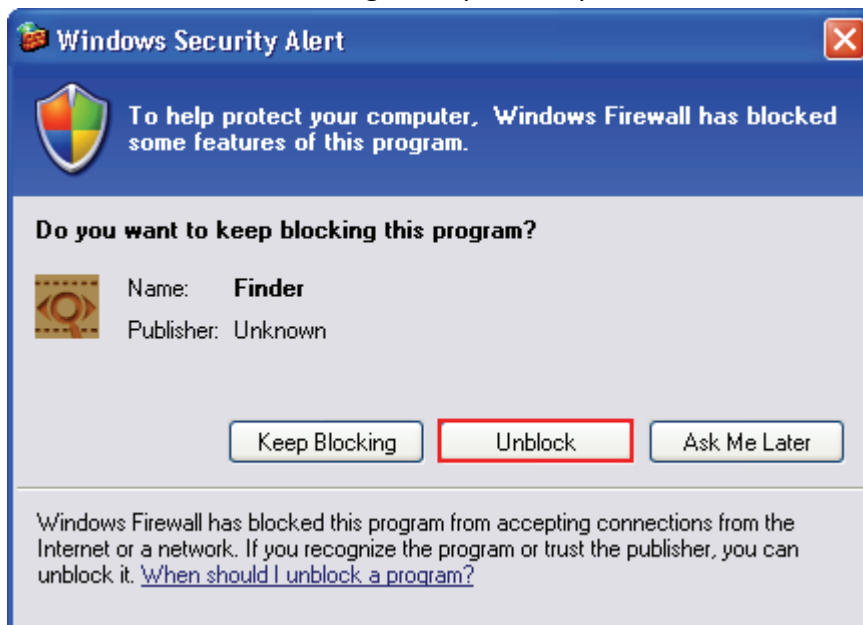 Windows Security Alert
To help protect your computer, Windows Firewall has blocked
some features of this program.
Do you want to keep blocking this program?
Name: Finder
Publisher: Unknown
Keep Blocking Unblock Ask Me Later
Windows Firewall has blocked this program from accepting connections from the
Internet or a network. If you recognize the program or trust the publisher, you can
unblock it. When should I unblock a program?